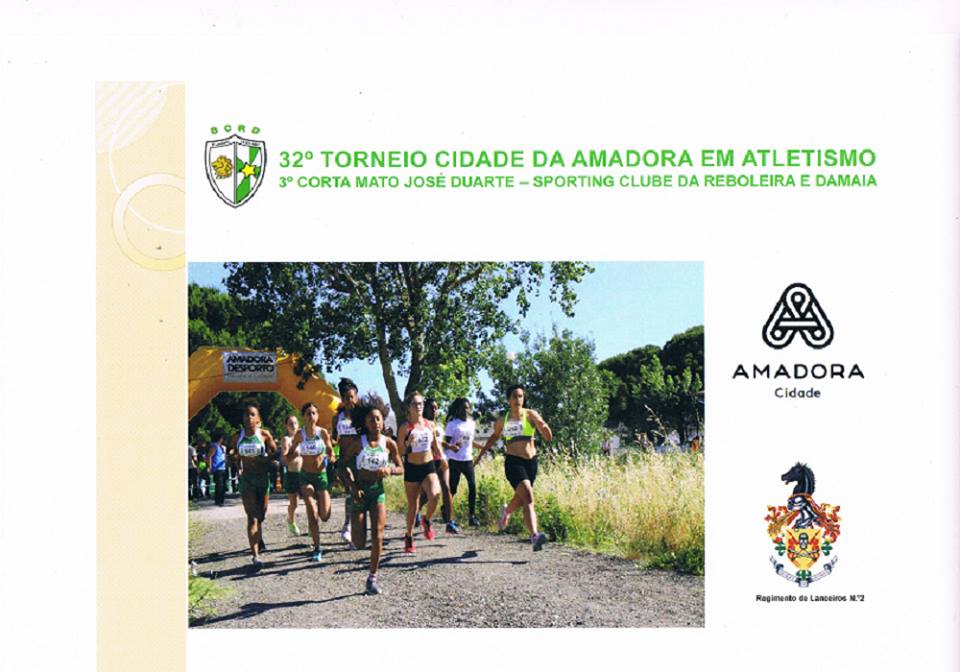 SCRD
32º TORNEIO CIDADE DA AMADORA EM ATLETISMO
3º CORTA MATO JOSÉ DUARTE – SPORTING CLUBE DA REBOLEIRA E DAMAIA
AMADORA
DESPORTO
142
AMADORA
Cidade
Regimento de Lanceiros N.º2